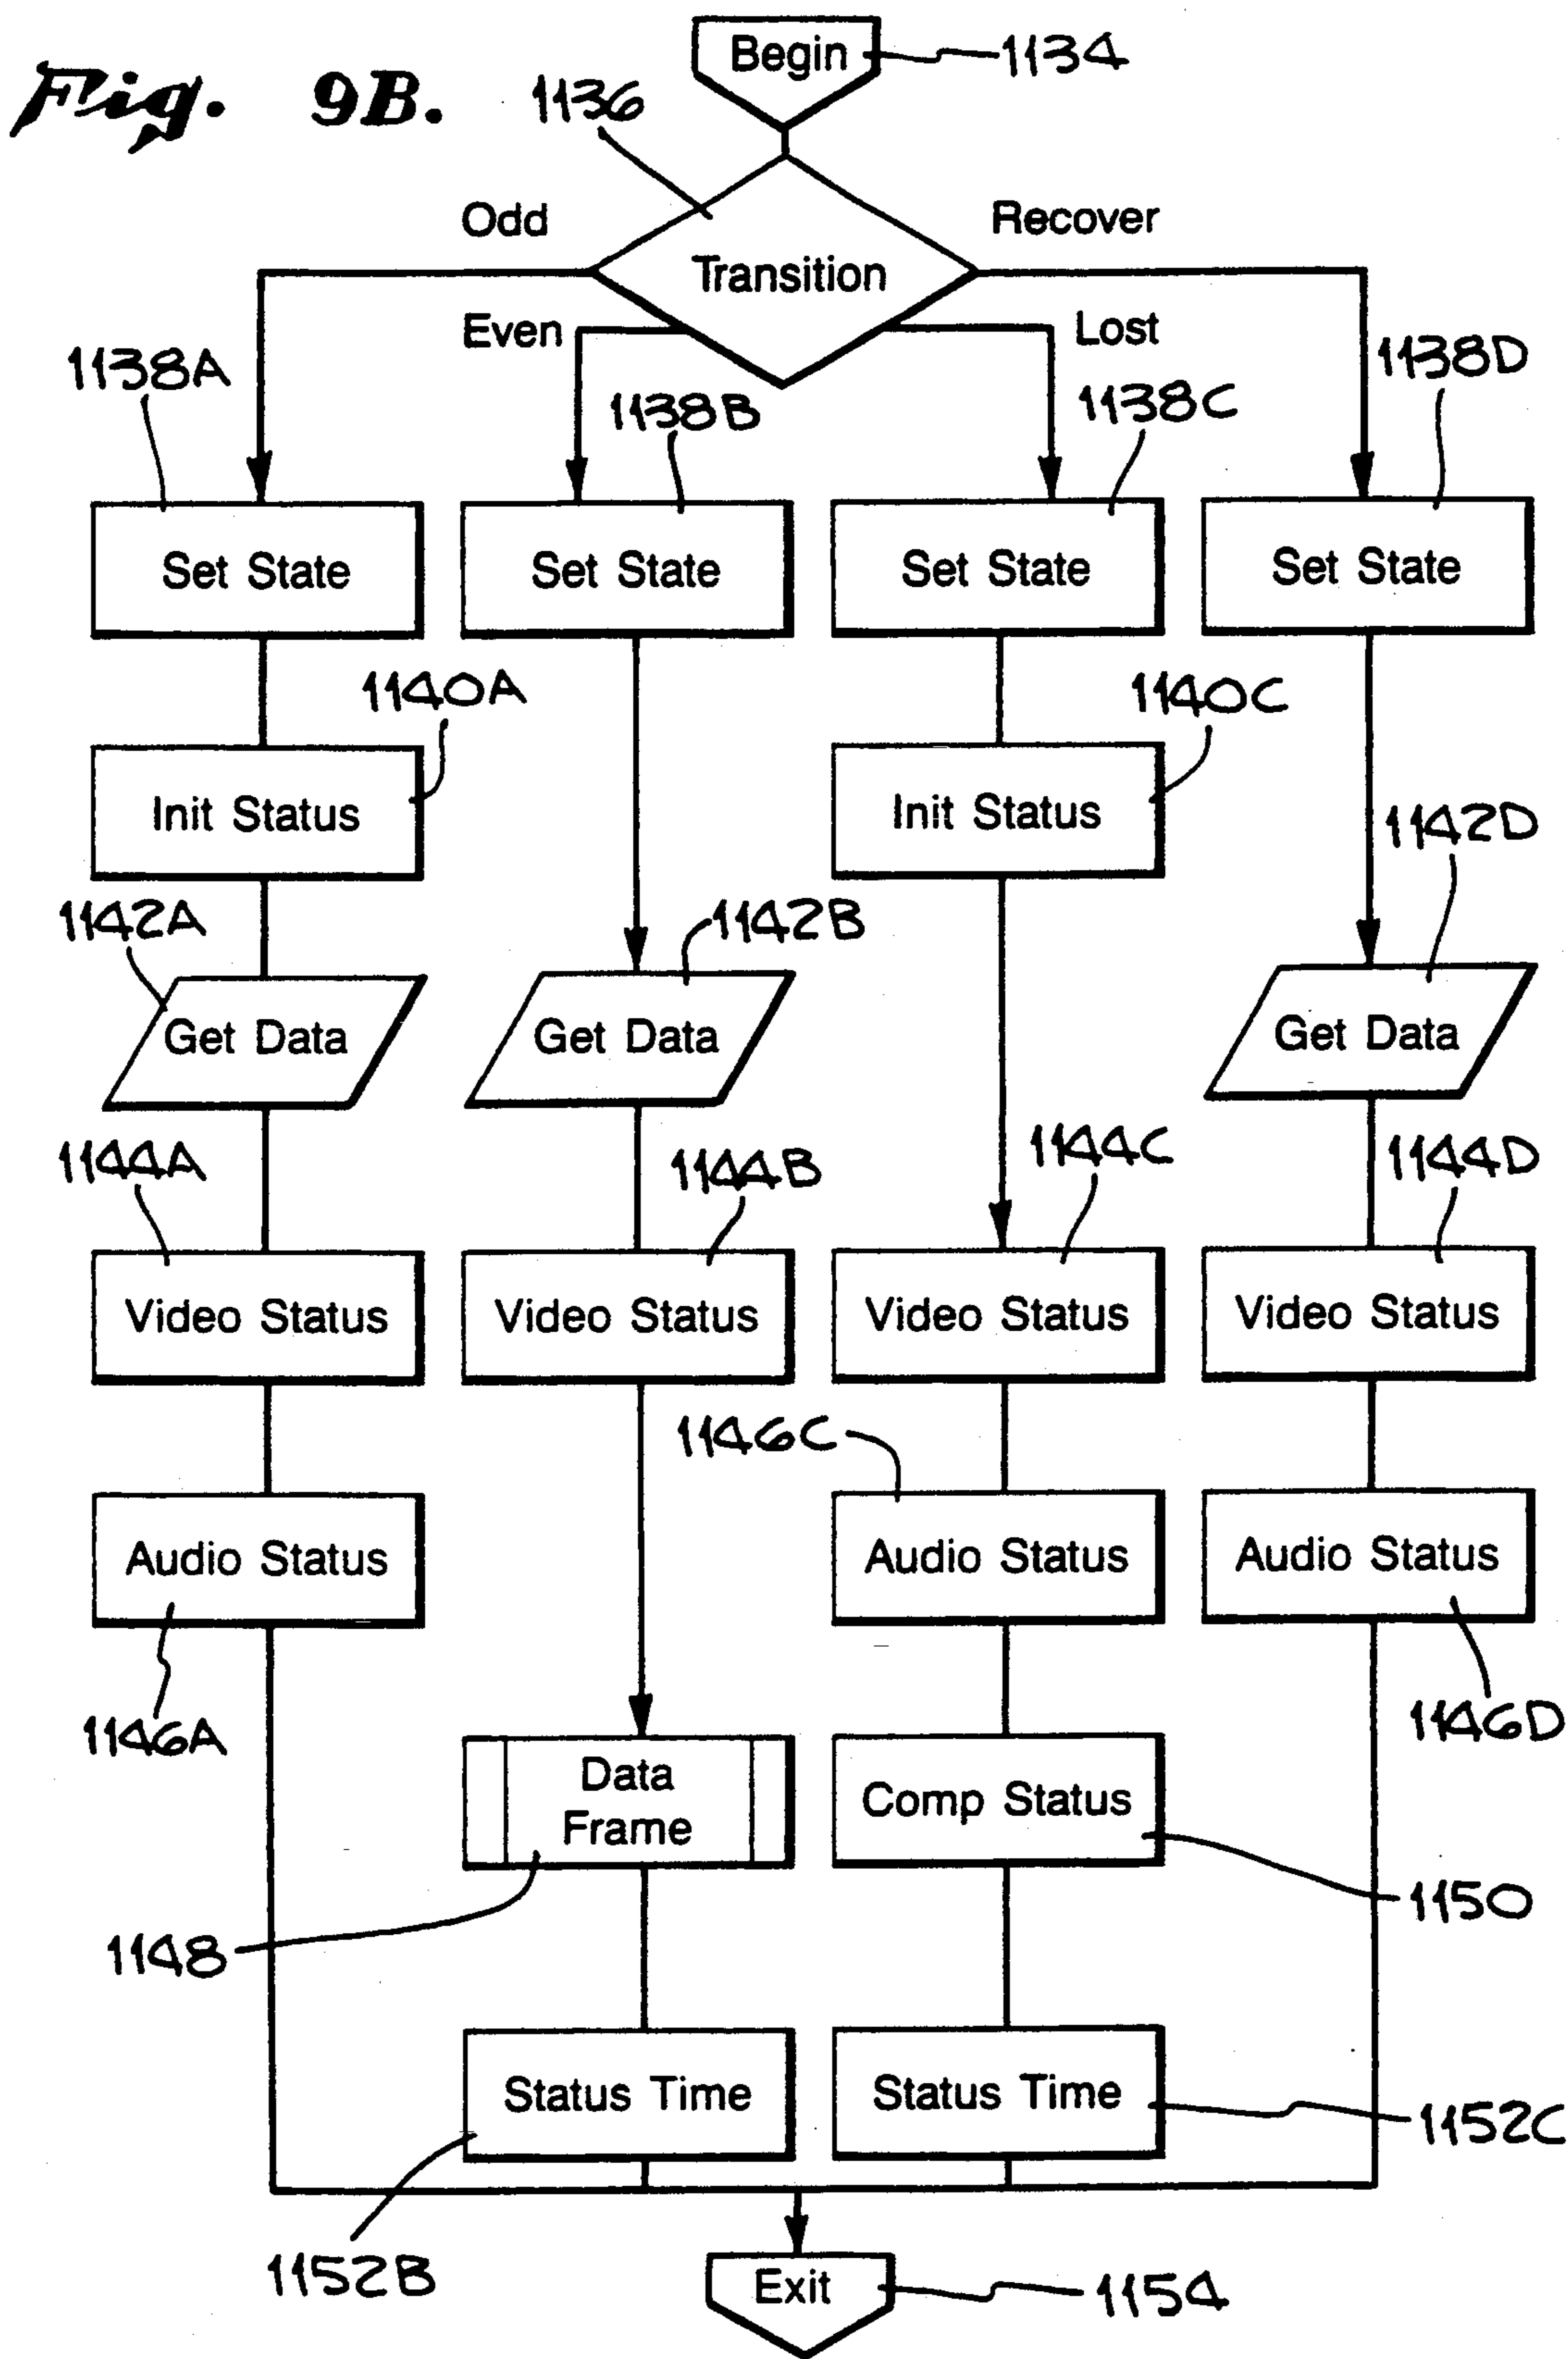 Fig. 9B.
Begin
1134
1136
Odd
Transition
Recover
Even
Lost
1138A
1138B
1138C
1138D
Set State
Set State
Set State
Set State
1140A
1140C
Init Status
Init Status
1142A
1142B
1142D
Get Data
Get Data
Get Data
1144A
1144B
1144C
1144D
Video Status
Video Status
Video Status
Video Status
1146C
Audio Status
Audio Status
Audio Status
1146A
1146D
Data
Frame
Comp Status
1148
1150
Status Time
Status Time
1152C
1152B
Exit
1154